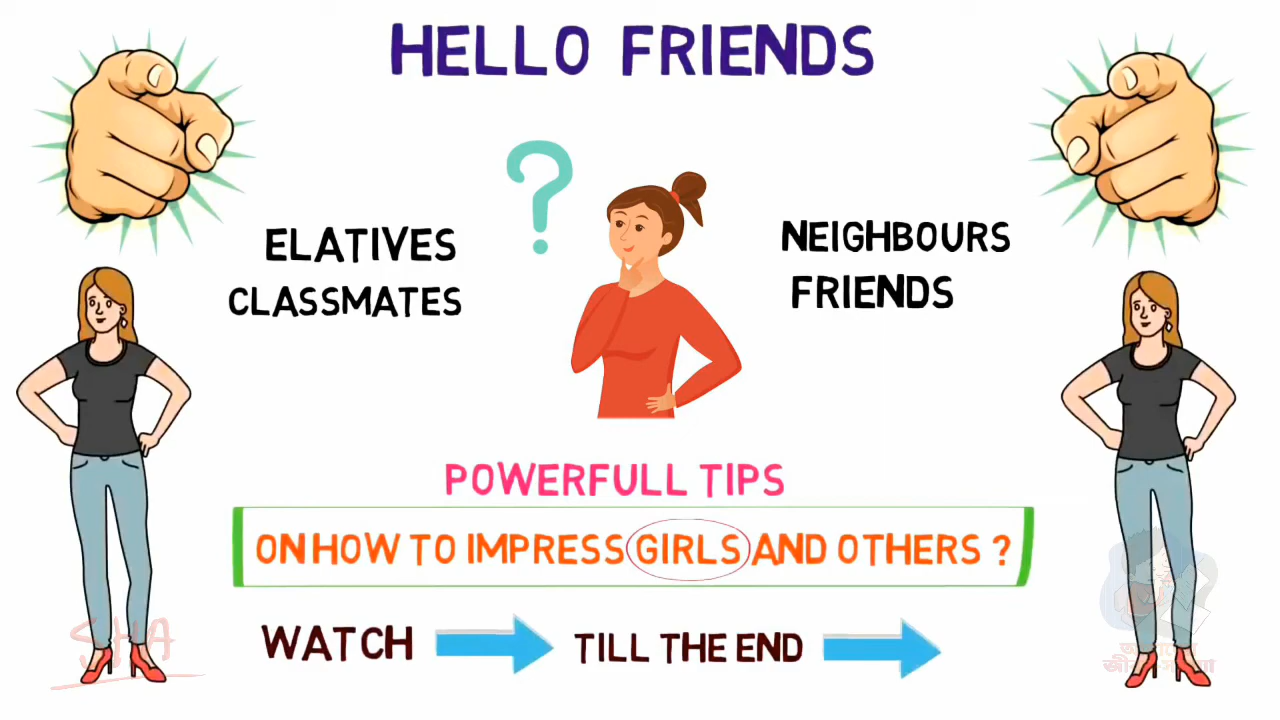 HELLO FRIENDS
ELATIVES
CLASSMATES
NEIGHBOURS
FRIENDS
POWERFULL TIPS
ON HOW TO IMPRESS GIRLS AND OTHERS ?
WATCH
TILL THE END
SHA